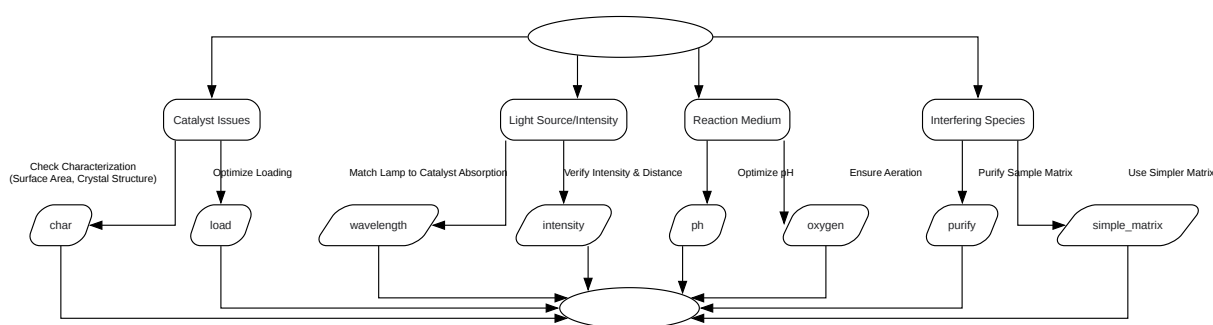 Catalyst Issues
Light Source/Intensity
Reaction Medium
Interfering Species
Check Characterization
(Surface Area, Crystal Structure)
Optimize Loading
Match Lamp to Catalyst Absorption
Verify Intensity & Distance
Optimize pH
Ensure Aeration
Purify Sample Matrix
Use Simpler Matrix
char
load
wavelength
intensity
ph
oxygen
purify
simple_matrix